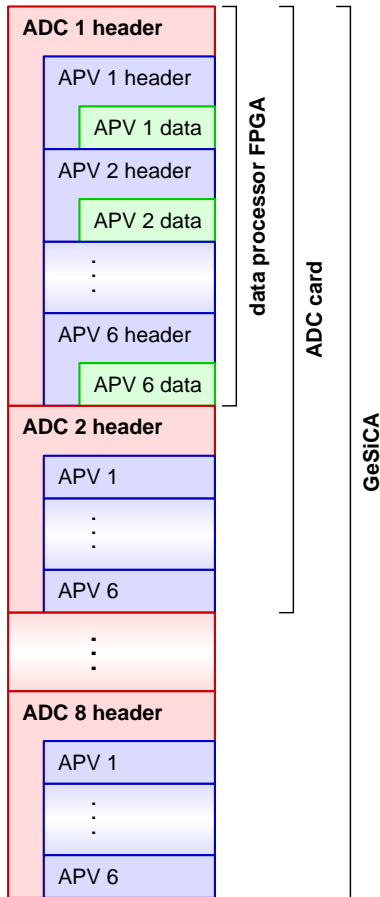 ADC 1 header
APV 1 header
APV 1 data
APV 2 header
APV 2 data
...
APV 6 header
APV 6 data
ADC 2 header
APV 1
...
APV 6
...
ADC 8 header
APV 1
...
APV 6
data processor FPGA
ADC card
GeSiCA